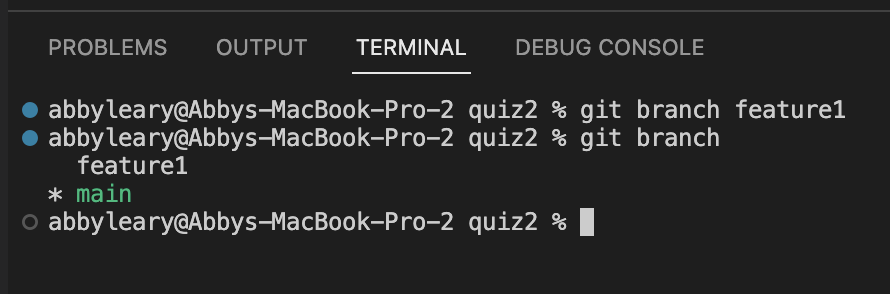 PROBLEMS OUTPUT TERMINAL DEBUG CONSOLE
abbyleary@Abbys-MacBook-Pro-2 quiz2 % git branch feature1
abbyleary@Abbys-MacBook-Pro-2 quiz2 % git branch
feature1
* main
abbyleary@Abbys-MacBook-Pro-2 quiz2 %